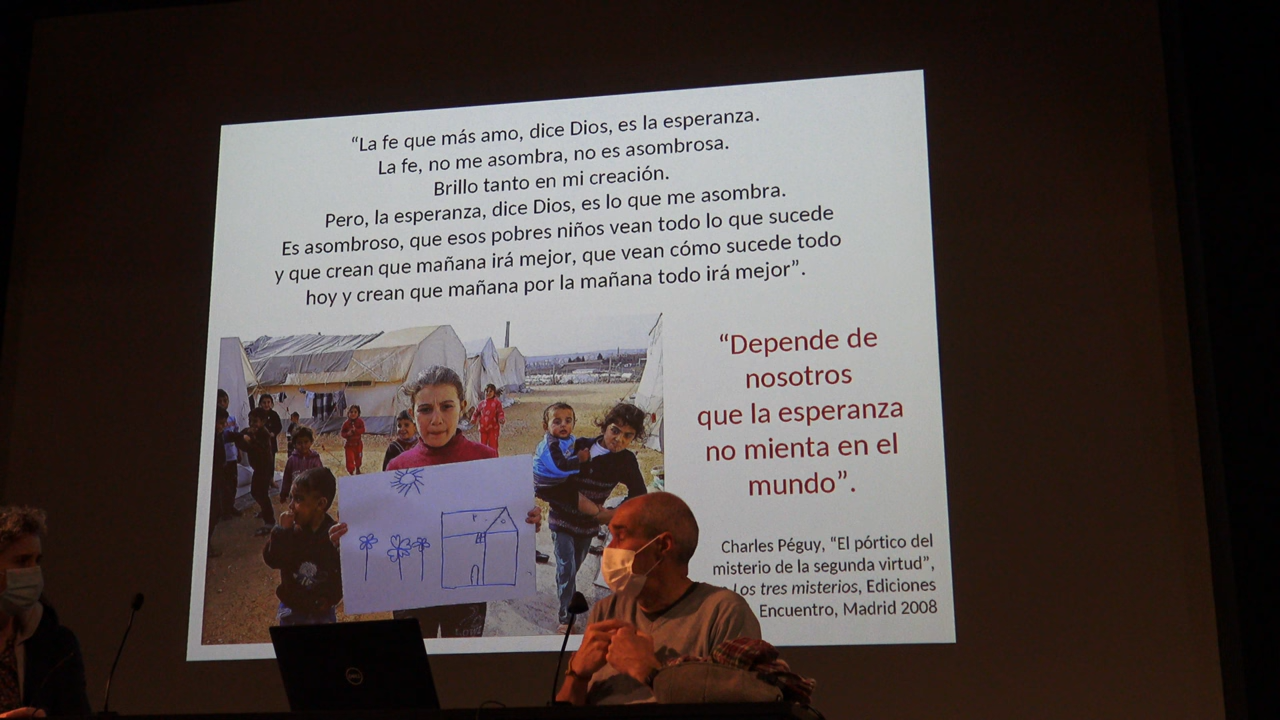 “La fe que más amo, dice Dios, es la esperanza.
La fe, no me asombra, no es asombrosa.
Brillo tanto en mi creación.
Pero, la esperanza, dice Dios, es lo que me asombra.
Es asombroso, que esos pobres niños vean todo lo que sucede
y que crean que mañana irá mejor, que vean cómo sucede todo
hoy y crean que mañana por la mañana todo irá mejor”.
“Depende de
nosotros
que la esperanza
no mienta en el
mundo”.
Charles Péguy, “El pórtico del
misterio de la segunda virtud”,
Los tres misterios, Ediciones
Encuentro, Madrid 2008
DELL